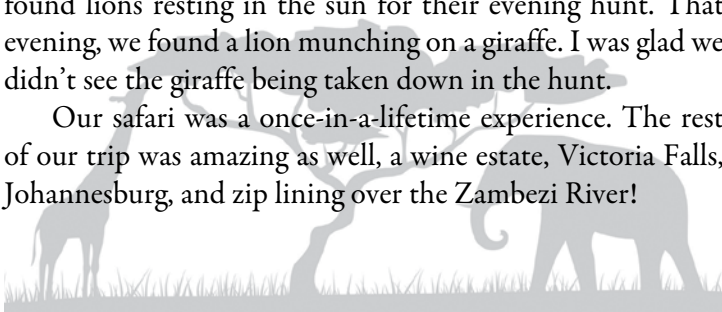 found lions resting in the sun for their evening hunt. That
evening, we found a lion munching on a giraffe. I was glad we
didn’t see the giraffe being taken down in the hunt.
Our safari was a once-in-a-lifetime experience. The rest
of our trip was amazing as well, a wine estate, Victoria Falls,
Johannesburg, and zip lining over the Zambezi River!